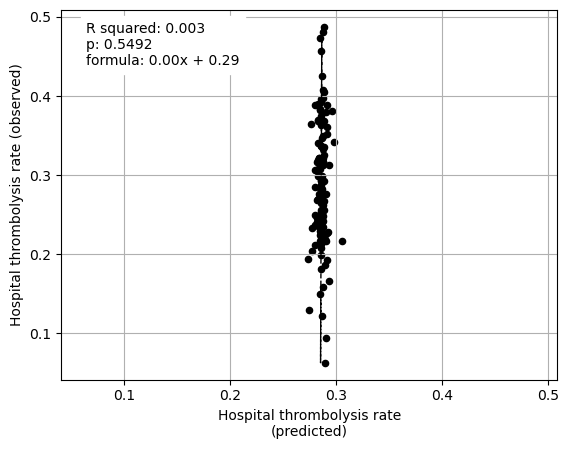 R squared: 0.003
p: 0.5492
formula: 0.00x + 0.29
Hospital thrombolysis rate (observed)
0.5
0.4
0.3
0.2
0.1
0.1
0.2
0.3
0.4
0.5
Hospital thrombolysis rate
(predicted)